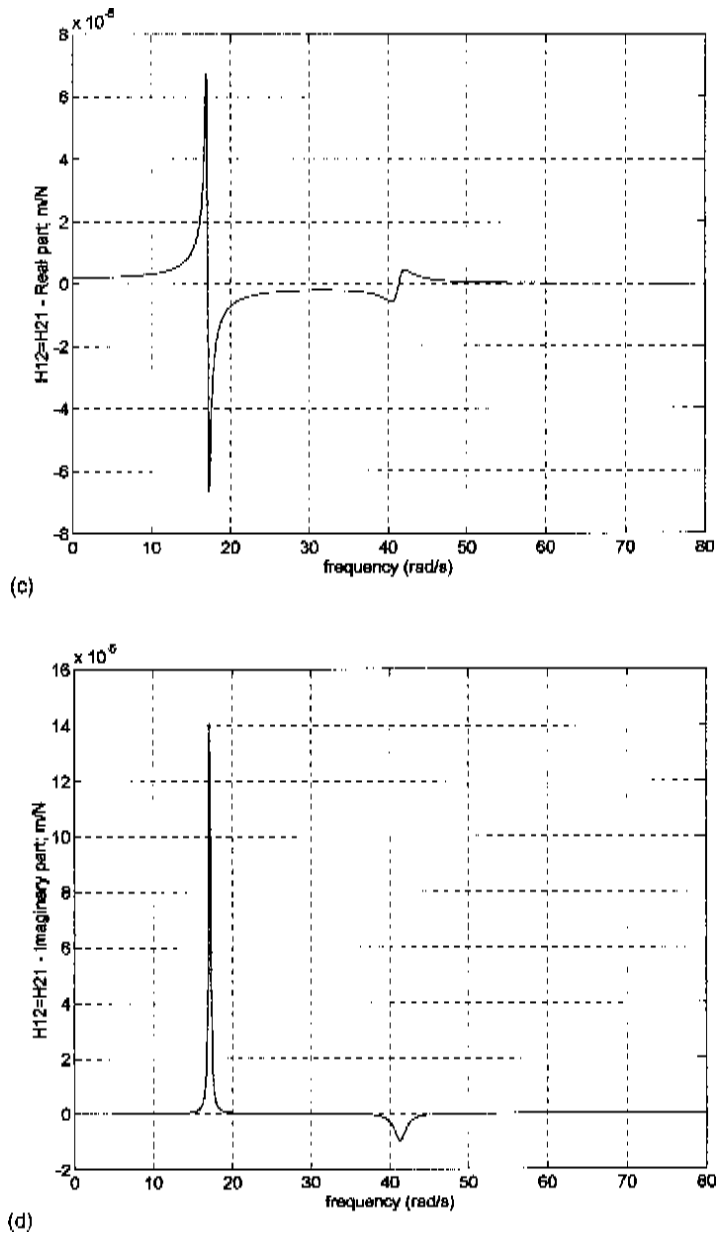 x 10^-5
8
6
4
2
0
-2
-4
-6
-8
H12=H21 - Real part; m/N
0 10 20 30 40 50 60 70 80
frequency (rad/s)
(c)
x 10^-5
16
14
12
10
8
6
4
2
0
-2
H12=H21 - Imaginary part; m/N
0 10 20 30 40 50 60 70 80
frequency (rad/s)
(d)